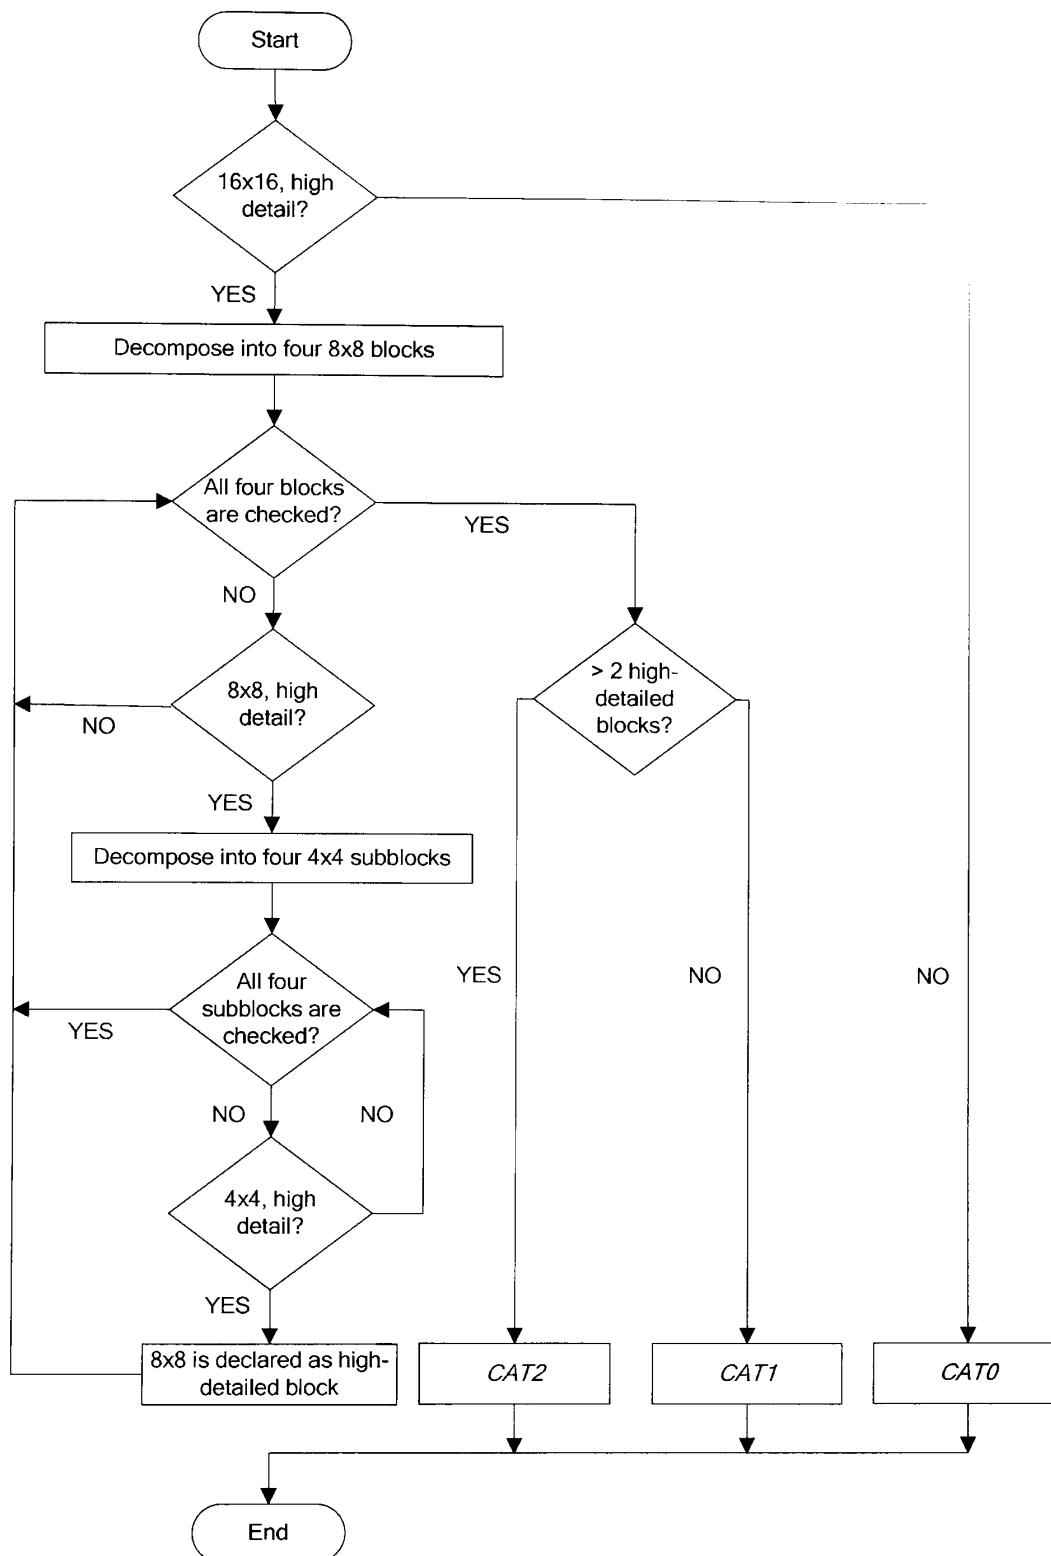 Start
16x16, high
detail?
YES
Decompose into four 8x8 blocks
All four blocks
are checked?
YES
NO
> 2 high-
detailed
blocks?
8x8, high
detail?
NO
YES
Decompose into four 4x4 subblocks
All four
subblocks are
checked?
YES
YES
NO
NO
NO
NO
4x4, high
detail?
YES
8x8 is declared as high-
detailed block
CAT2
CAT1
CAT0
End